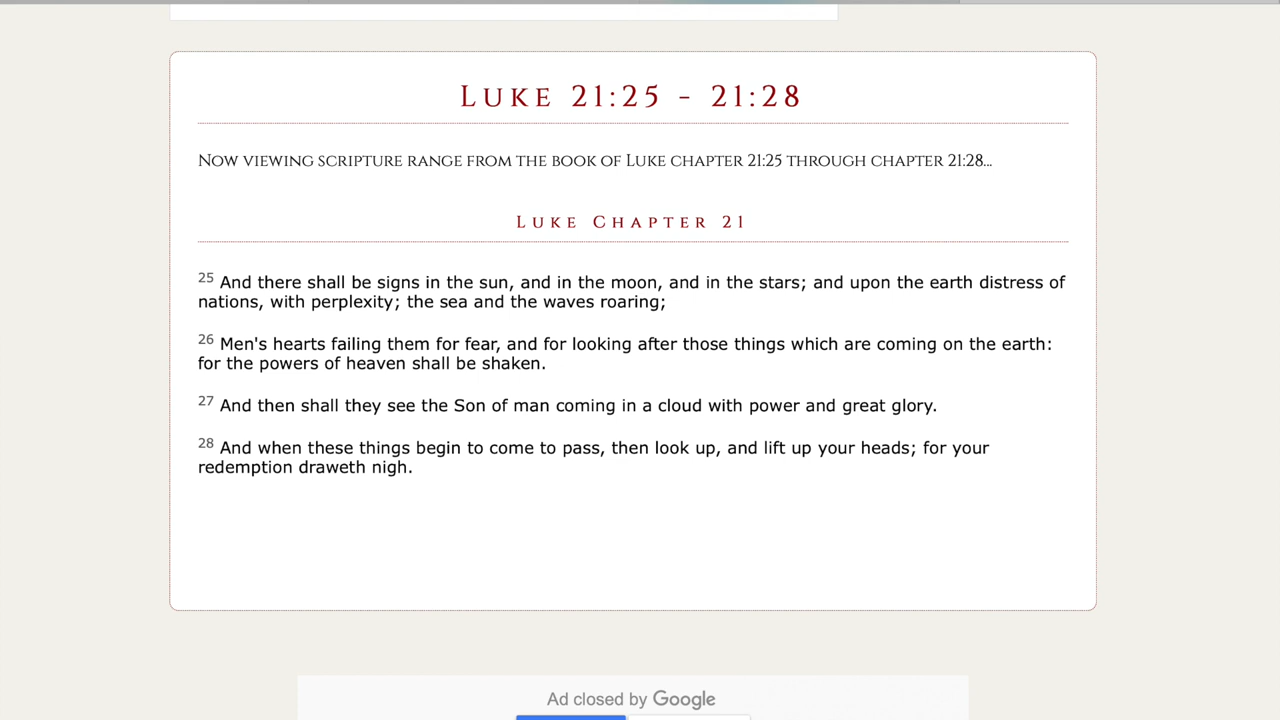 Luke 21:25 - 21:28
Now viewing scripture range from the book of Luke chapter 21:25 through chapter 21:28...
Luke Chapter 21
25 And there shall be signs in the sun, and in the moon, and in the stars; and upon the earth distress of
nations, with perplexity; the sea and the waves roaring;
26 Men's hearts failing them for fear, and for looking after those things which are coming on the earth:
for the powers of heaven shall be shaken.
27 And then shall they see the Son of man coming in a cloud with power and great glory.
28 And when these things begin to come to pass, then look up, and lift up your heads; for your
redemption draweth nigh.
Ad closed by Google